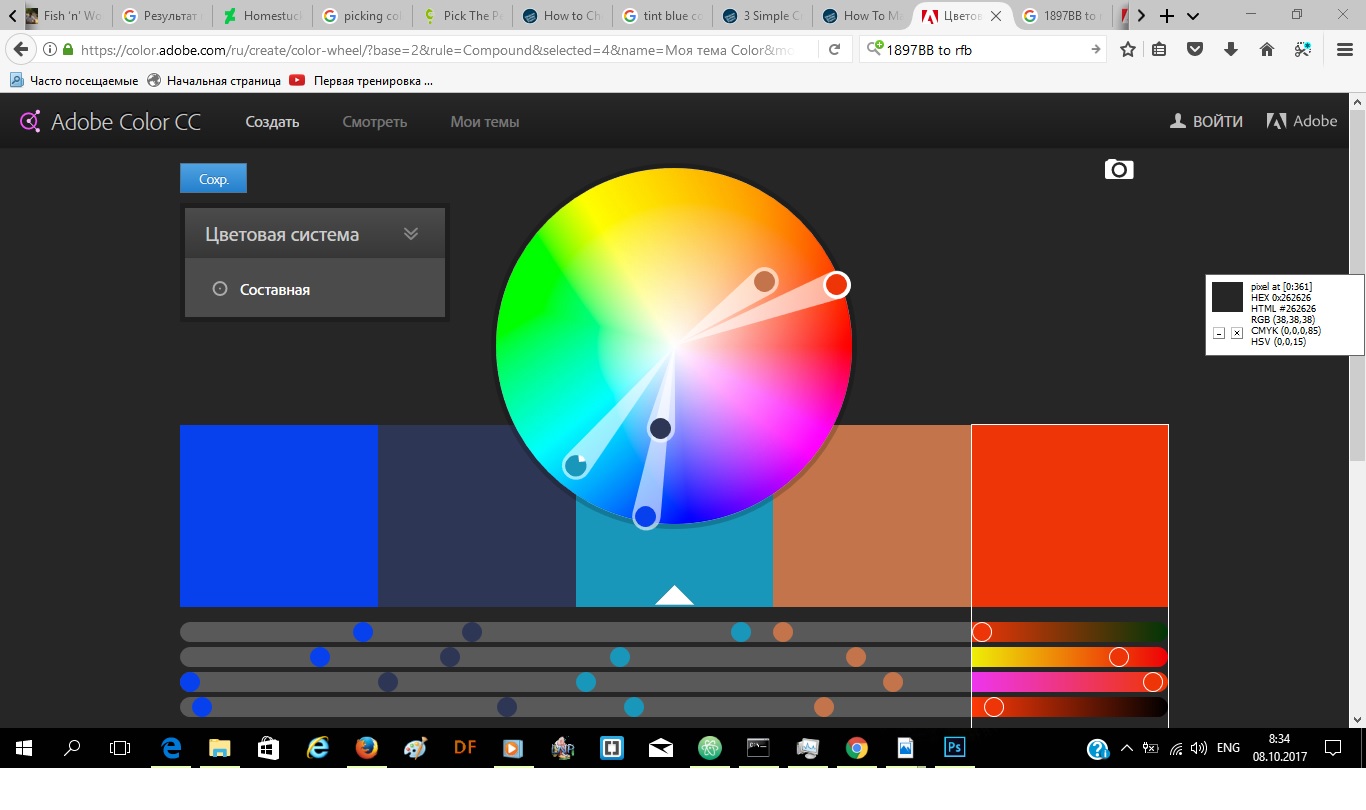 Fish 'n' Wo
Результат
Homestuck
picking col
Pick The Pe
How to Ch
tint blue co
3 Simple C
How To Ma
Цветов
1897BB to r
https://color.adobe.com/ru/create/color-wheel/?base=2&rule=Compound&selected=4&name=Моя тема Color&mo
1897BB to rfb
Часто посещаемые
Начальная страница
Первая тренировка ...
Adobe Color CC
Создать
Смотреть
Мои темы
ВОЙТИ
Adobe
Сохр.
Цветовая система
Составная
pixel at [0:361]
HEX 0x262626
HTML #262626
RGB (38,38,38)
CMYK (0,0,0,85)
HSV (0,0,15)
DF
Ps
ENG
8:34
08.10.2017